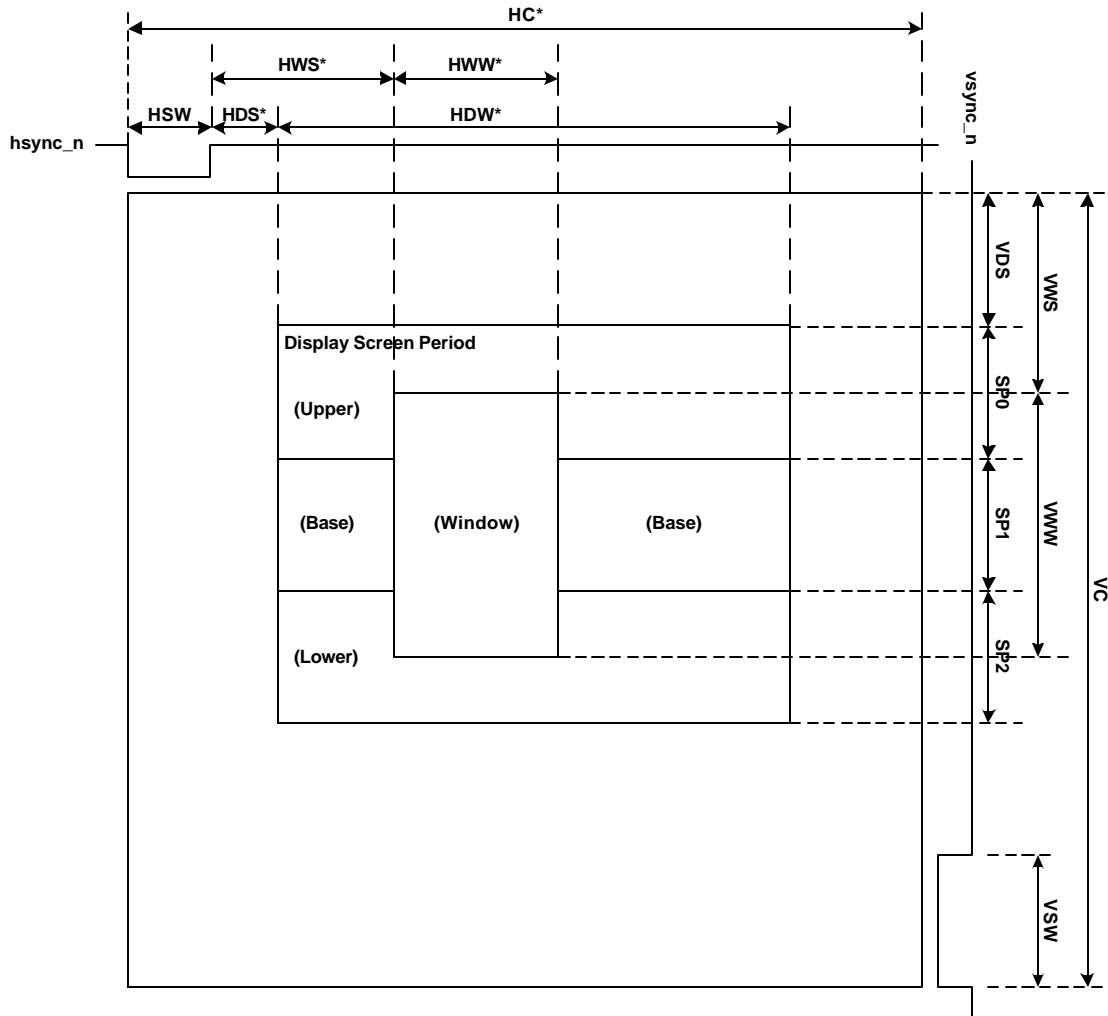 HC*
HWS*
HWW*
HSW
HDS*
HDW*
hsync_n
vsync_n
VDS
VWS
Display Screen Period
(Upper)
SP0
(Base)
(Window)
(Base)
SP1
VWW
VC
(Lower)
SP2
VSW